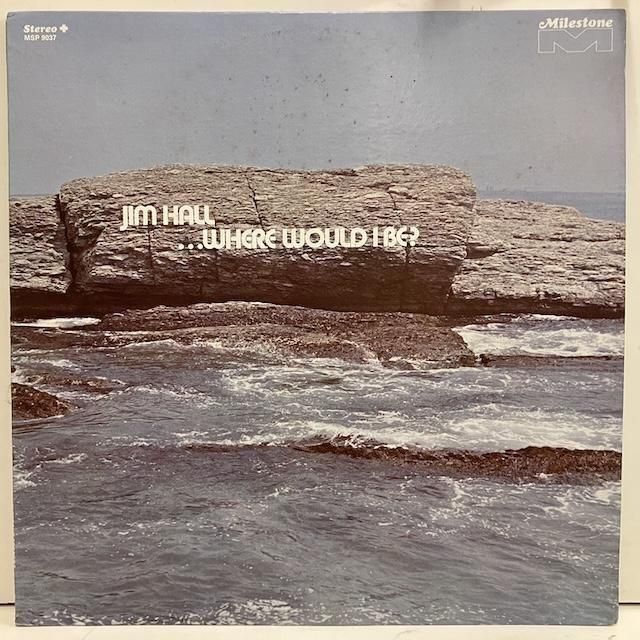 Stereo
MSP 9037
Milestone
M
JIM HALL
...WHERE WOULD I BE?